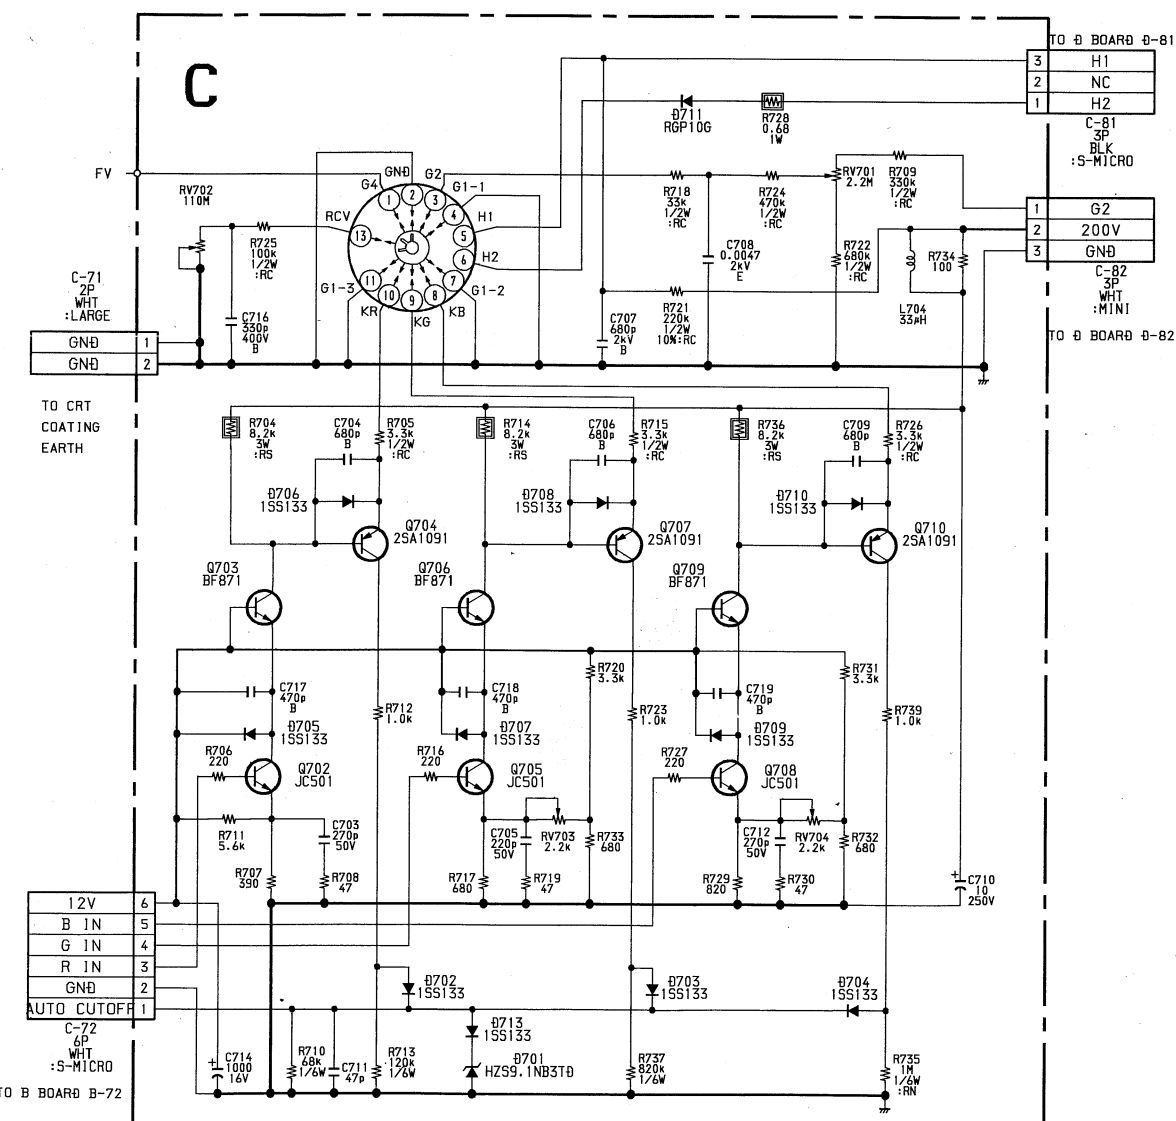 C
TO D BOARD D-81
3 H1
2 NC
1 H2
C-81
3P
BLK
:S-MICRO
D711
RGP10G
R728
0.68
1W
FV
RV702
110M
G4
GND
G2
G1-1
H1
H2
G1-2
KB
KG
KR
G1-3
RCV
1
2
3
4
5
6
7
8
9
10
11
13
R718
33k
1/2W
:RC
R724
470k
1/2W
:RC
RV701
2.2M
R709
330k
1/2W
:RC
1 G2
2 200V
3 GND
C-82
3P
WHT
:MINI
TO D BOARD D-82
R725
100k
1/2W
:RC
C708
0.0047
2kV
E
R722
680k
1/2W
:RC
R734
100
L704
33µH
C-71
2P
WHT
:LARGE
GND 1
GND 2
TO CRT
COATING
EARTH
C716
330p
400V
B
C707
680p
2kV
B
R721
220k
1/2W
10%:RC
R704
8.2k
3W
:RS
C704
680p
B
R705
3.3k
1/2W
:RC
R714
8.2k
3W
:RS
C706
680p
B
R715
3.3k
1/2W
:RC
R736
8.2k
3W
:RS
C709
680p
B
R726
3.3k
1/2W
:RC
D706
1SS133
D708
1SS133
D710
1SS133
Q704
2SA1091
Q707
2SA1091
Q710
2SA1091
Q703
BF871
Q706
BF871
Q709
BF871
C717
470p
B
R712
1.0k
C718
470p
B
R720
3.3k
R723
1.0k
C719
470p
B
R731
3.3k
R739
1.0k
D705
1SS133
D707
1SS133
D709
1SS133
R706
220
Q702
JC501
R716
220
Q705
JC501
R727
220
Q708
JC501
R711
5.6k
C703
270p
50V
C705
220p
50V
RV703
2.2k
R733
680
C712
270p
50V
RV704
2.2k
R732
680
R707
390
R708
47
R717
680
R719
47
R729
820
R730
47
+
C710
10
250V
12V 6
B IN 5
G IN 4
R IN 3
GND 2
AUTO CUTOFF 1
C-72
6P
WHT
:S-MICRO
TO B BOARD B-72
D702
1SS133
D703
1SS133
D704
1SS133
+
C714
1000
16V
R710
68k
1/6W
C711
47p
R713
120k
1/6W
D713
1SS133
D701
HZS9.1NB3TD
R737
820k
1/6W
R735
1M
1/6W
:RN